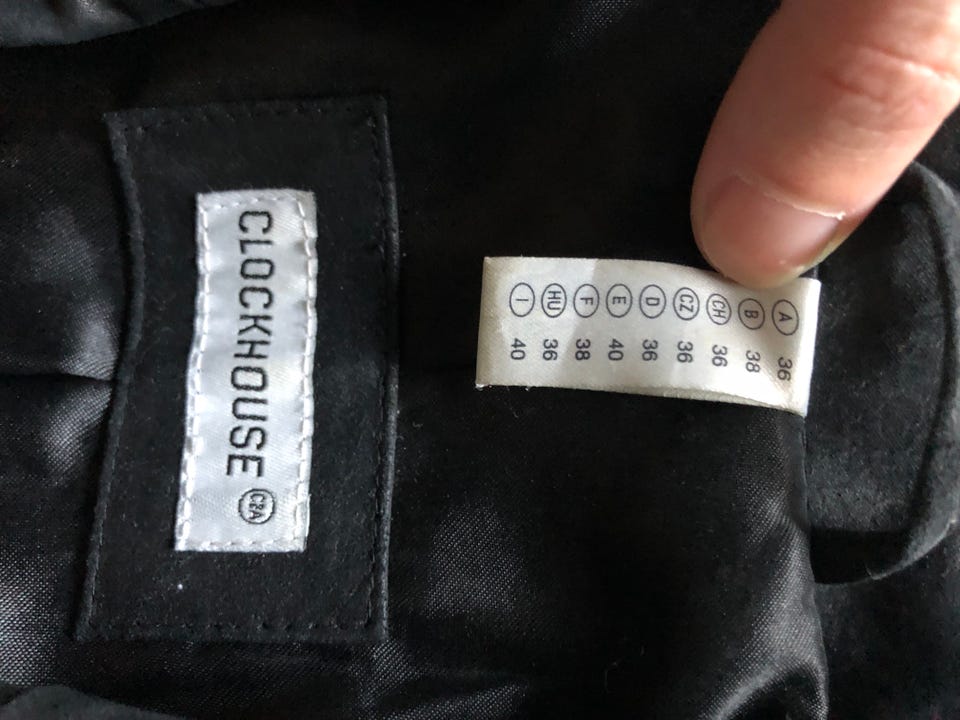 CLOCKHOUSE
C&A
A 36
B 38
CH 36
CZ 36
D 36
E 40
F 38
HU 36
I 40